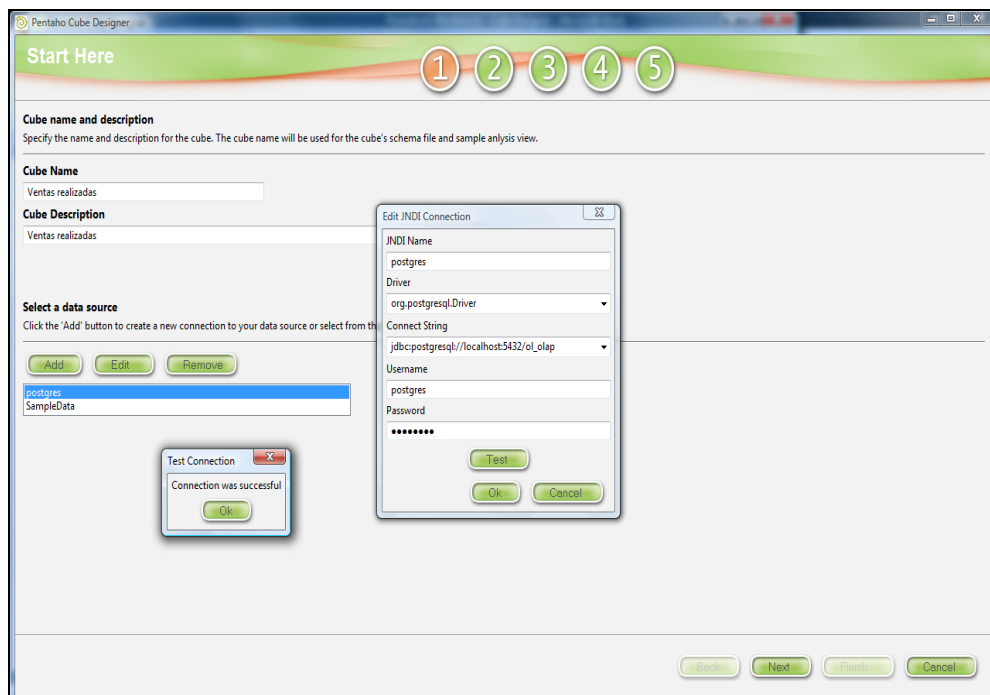 Pentaho Cube Designer
Start Here
1 2 3 4 5
Cube name and description
Specify the name and description for the cube. The cube name will be used for the cube's schema file and sample anlysis view.
Cube Name
Ventas realizadas
Cube Description
Ventas realizadas
Select a data source
Click the 'Add' button to create a new connection to your data source or select from th
Add Edit Remove
postgres
SampleData
Test Connection
Connection was successful
Ok
Edit JNDI Connection
JNDI Name
postgres
Driver
org.postgresql.Driver
Connect String
jdbc:postgresql://localhost:5432/ol_olap
Username
postgres
Password
••••••••
Test
Ok Cancel
Back Next Finish Cancel